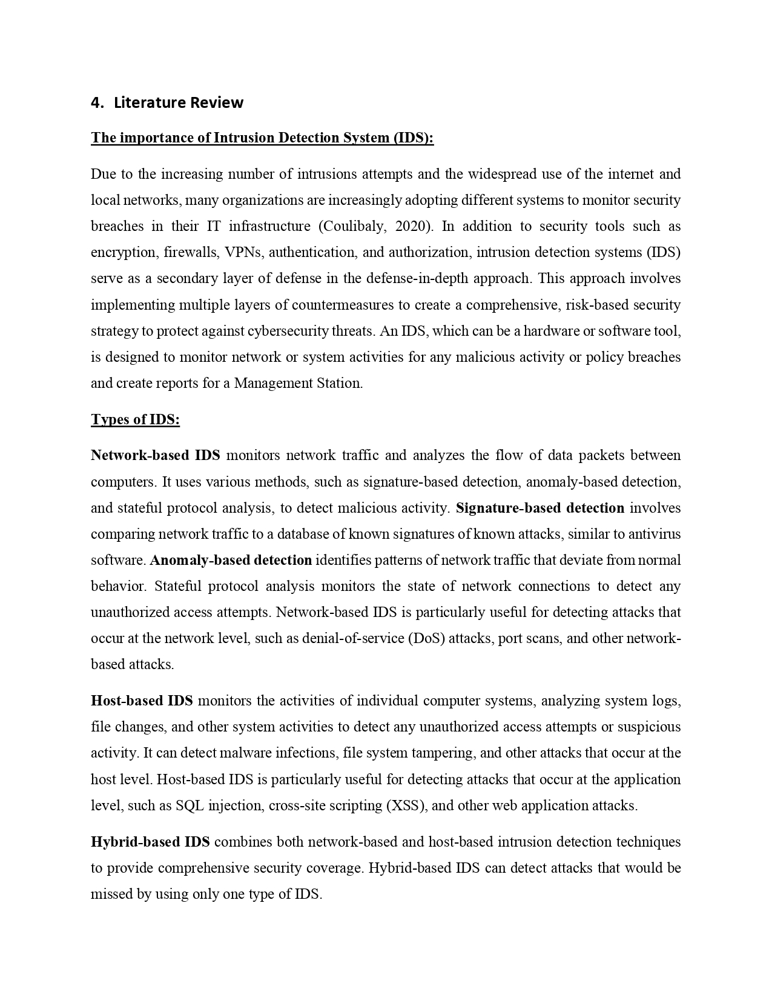 4. Literature Review
The importance of Intrusion Detection System (IDS):
Due to the increasing number of intrusions attempts and the widespread use of the internet and
local networks, many organizations are increasingly adopting different systems to monitor security
breaches in their IT infrastructure (Coulibaly, 2020). In addition to security tools such as
encryption, firewalls, VPNs, authentication, and authorization, intrusion detection systems (IDS)
serve as a secondary layer of defense in the defense-in-depth approach. This approach involves
implementing multiple layers of countermeasures to create a comprehensive, risk-based security
strategy to protect against cybersecurity threats. An IDS, which can be a hardware or software tool,
is designed to monitor network or system activities for any malicious activity or policy breaches
and create reports for a Management Station.
Types of IDS:
Network-based IDS monitors network traffic and analyzes the flow of data packets between
computers. It uses various methods, such as signature-based detection, anomaly-based detection,
and stateful protocol analysis, to detect malicious activity. Signature-based detection involves
comparing network traffic to a database of known signatures of known attacks, similar to antivirus
software. Anomaly-based detection identifies patterns of network traffic that deviate from normal
behavior. Stateful protocol analysis monitors the state of network connections to detect any
unauthorized access attempts. Network-based IDS is particularly useful for detecting attacks that
occur at the network level, such as denial-of-service (DoS) attacks, port scans, and other network-
based attacks.
Host-based IDS monitors the activities of individual computer systems, analyzing system logs,
file changes, and other system activities to detect any unauthorized access attempts or suspicious
activity. It can detect malware infections, file system tampering, and other attacks that occur at the
host level. Host-based IDS is particularly useful for detecting attacks that occur at the application
level, such as SQL injection, cross-site scripting (XSS), and other web application attacks.
Hybrid-based IDS combines both network-based and host-based intrusion detection techniques
to provide comprehensive security coverage. Hybrid-based IDS can detect attacks that would be
missed by using only one type of IDS.